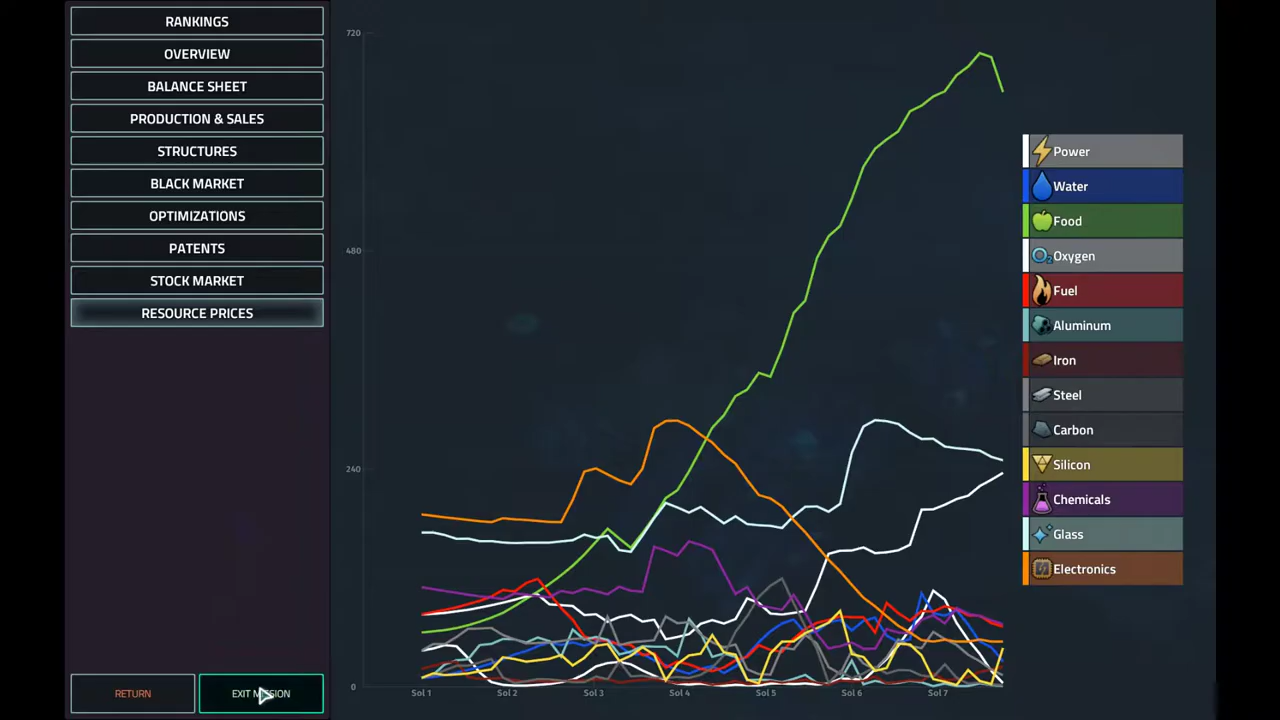 RANKINGS
OVERVIEW
BALANCE SHEET
PRODUCTION & SALES
STRUCTURES
BLACK MARKET
OPTIMIZATIONS
PATENTS
STOCK MARKET
RESOURCE PRICES
RETURN
EXIT MISSION
720
480
240
0
Sol 1
Sol 2
Sol 3
Sol 4
Sol 5
Sol 6
Sol 7
Power
Water
Food
O2 Oxygen
Fuel
Aluminum
Iron
Steel
Carbon
Silicon
Chemicals
Glass
Electronics